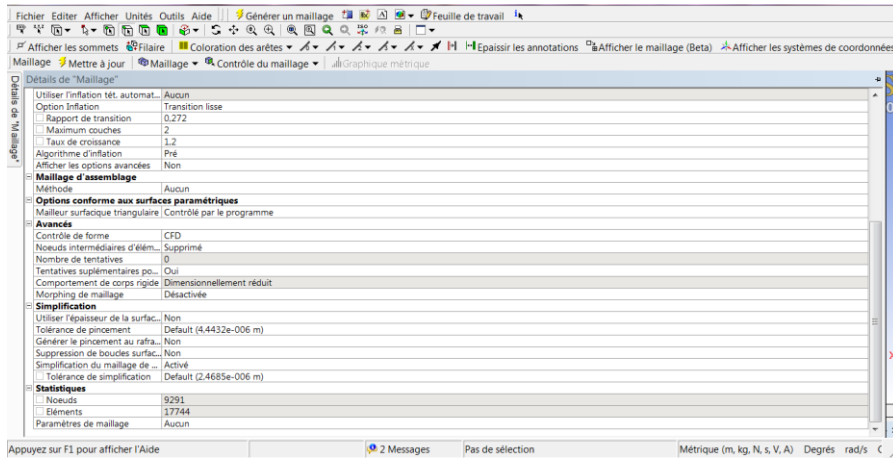 Fichier Editer Afficher Unités Outils Aide Générer un maillage A Feuille de travail
Afficher les sommets Filaire Coloration des arêtes Epaissir les annotations Afficher le maillage (Beta) Afficher les systèmes de coordonnées
Maillage Mettre à jour Maillage Contrôle du maillage Graphique métrique
Détails de "Maillage"
Détails de "Maillage"
Utiliser l'inflation tét. automat... Aucun
Option Inflation Transition lisse
Rapport de transition 0,272
Maximum couches 2
Taux de croissance 1,2
Algorithme d'inflation Pré
Afficher les options avancées Non
Maillage d'assemblage
Méthode Aucun
Options conforme aux surfaces paramétriques
Mailleur surfacique triangulaire Contrôlé par le programme
Avancés
Contrôle de forme CFD
Noeuds intermédiaires d'élém... Supprimé
Nombre de tentatives 0
Tentatives suplémentaires po... Oui
Comportement de corps rigide Dimensionnellement réduit
Morphing de maillage Désactivée
Simplification
Utiliser l'épaisseur de la surfac... Non
Tolérance de pincement Default (4,4432e-006 m)
Générer le pincement au rafra... Non
Suppression de boucles surfac... Non
Simplification du maillage de ... Activé
Tolérance de simplification Default (2,4685e-006 m)
Statistiques
Noeuds 9291
Eléments 17744
Paramètres de maillage Aucun
Appuyez sur F1 pour afficher l'Aide 2 Messages Pas de sélection Métrique (m, kg, N, s, V, A) Degrés rad/s